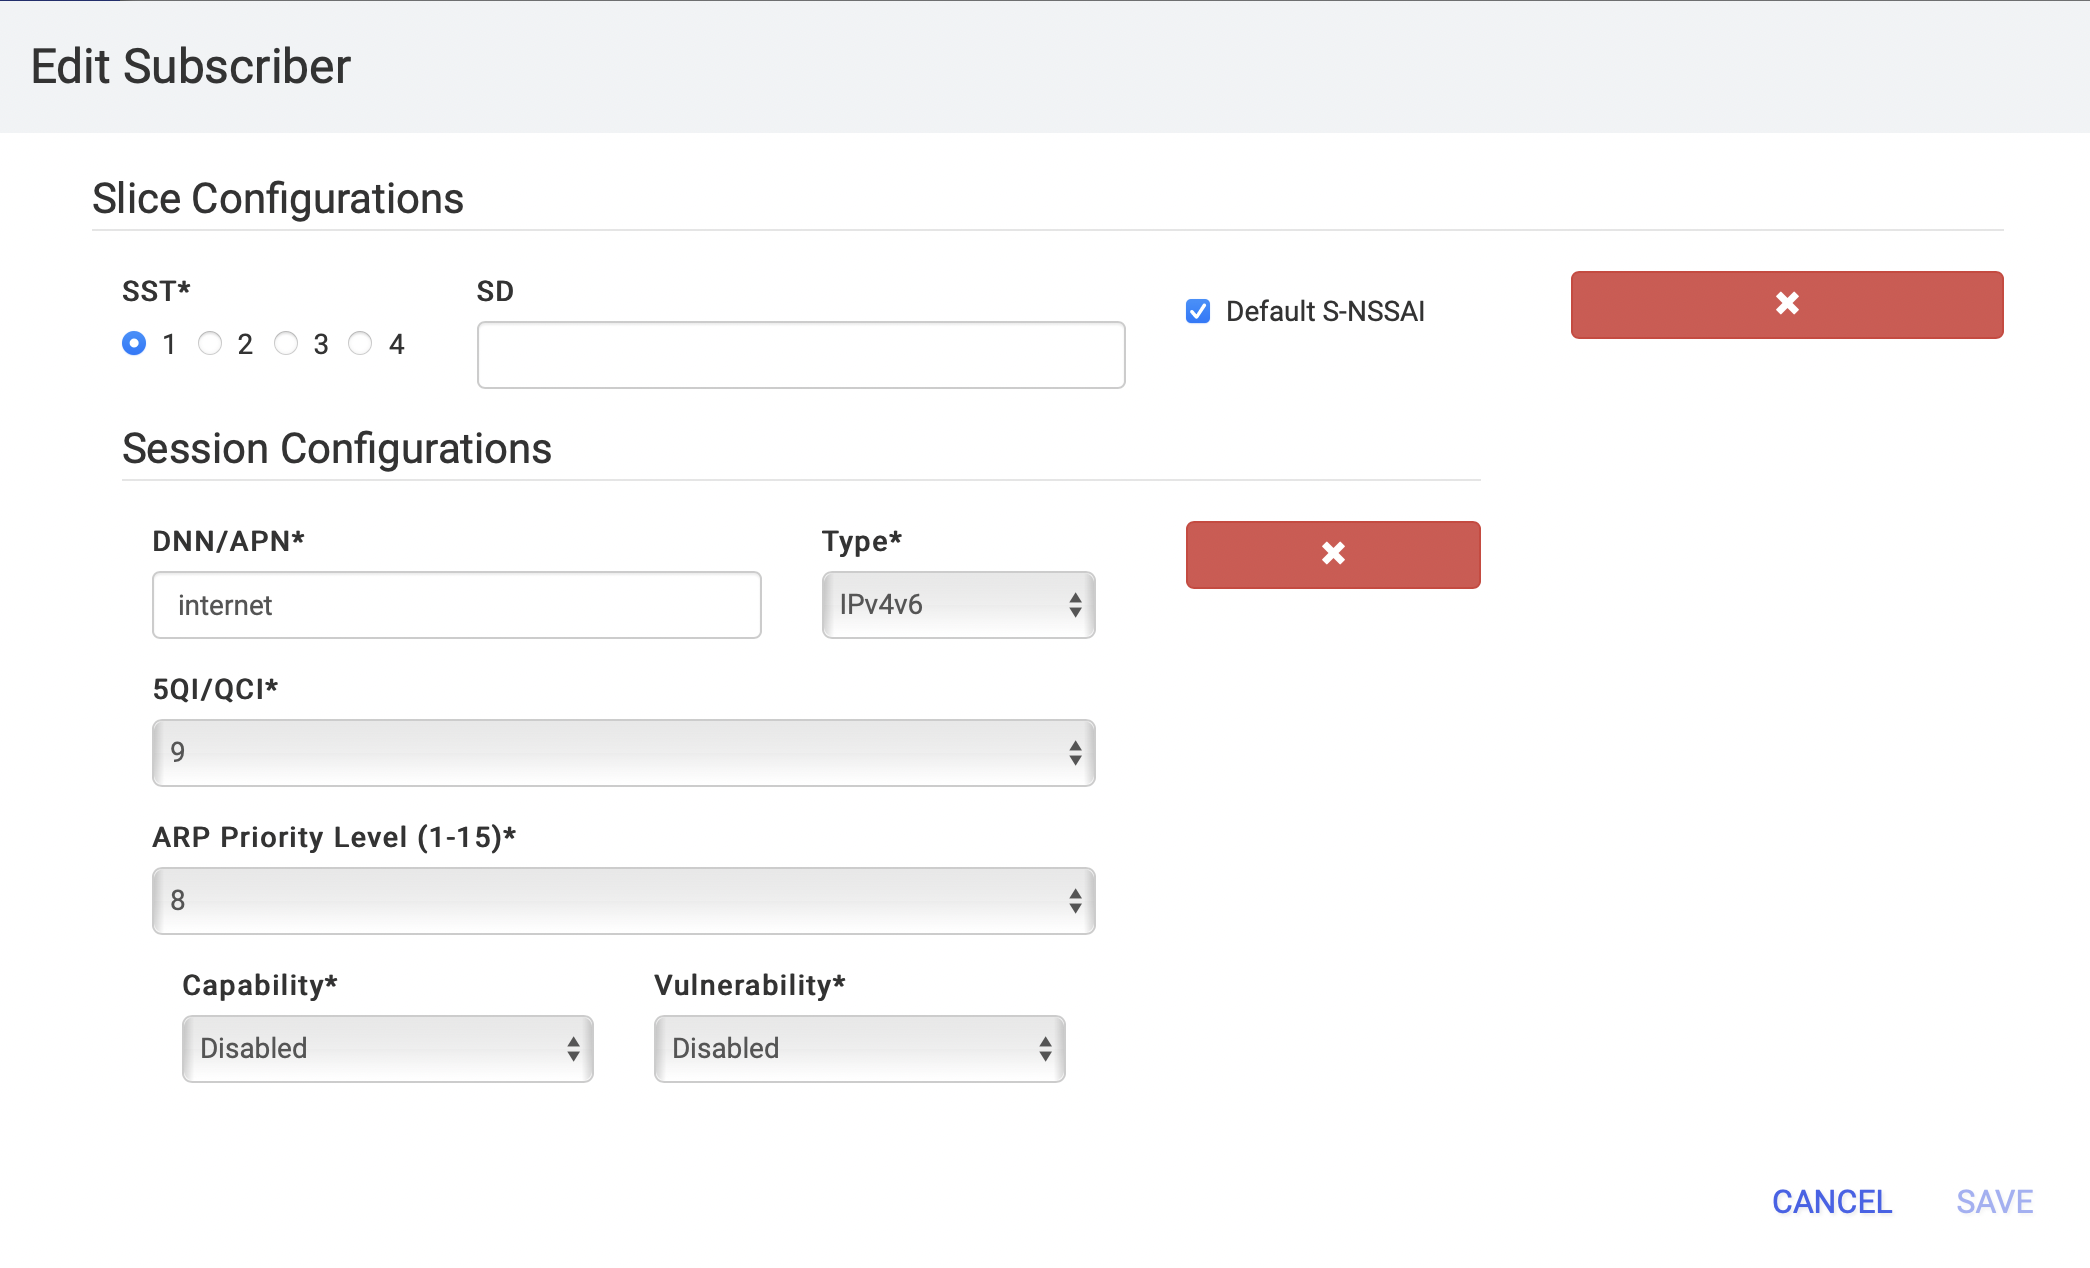 Edit Subscriber
Slice Configurations
SST*
1 2 3 4
SD
Default S-NSSAI
Session Configurations
DNN/APN*
internet
Type*
IPv4v6
5QI/QCI*
9
ARP Priority Level (1-15)*
8
Capability*
Disabled
Vulnerability*
Disabled
CANCEL SAVE